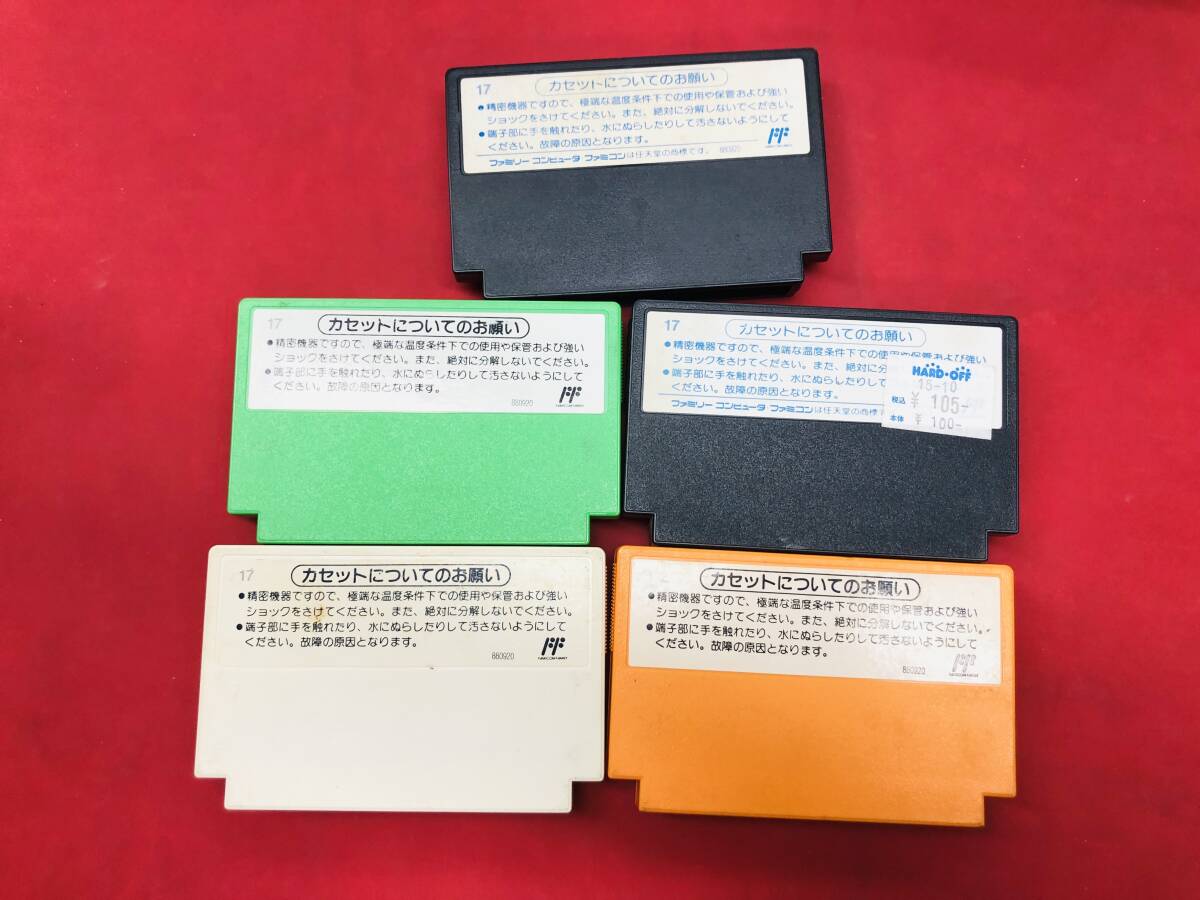 17
カセットについてのお願い
●精密機器ですので、極端な温度条件下での使用や保管および強い
ショックをさけてください。また、絶対に分解しないでください。
●端子部に手を触れたり、水にぬらしたりして汚さないようにして
ください。故障の原因となります。
ファミリー コンピュータ ファミコンは任天堂の商標です。 880920
17
カセットについてのお願い
●精密機器ですので、極端な温度条件下での使用や保管および強い
ショックをさけてください。また、絶対に分解しないでください。
●端子部に手を触れたり、水にぬらしたりして汚さないようにして
ください。故障の原因となります。
880920
17
カセットについてのお願い
●精密機器ですので、極端な温度条件下での使用や保管および強い
ショックをさけてください。また、絶対に分
●端子部に手を触れたり、水にぬらしたりして
ください。故障の原因となります。
ファミリー コンピュータ ファミコンは任天堂の商標で
HARD・OFF
15-10
税込 ¥ 105-
本体 ¥ 100-
17
カセットについてのお願い
●精密機器ですので、極端な温度条件下での使用や保管および強い
ショックをさけてください。また、絶対に分解しないでください。
●端子部に手を触れたり、水にぬらしたりして汚さないようにして
ください。故障の原因となります。
880920
カセットについてのお願い
●精密機器ですので、極端な温度条件下での使用や保管および強い
ショックをさけてください。また、絶対に分解しないでください。
●端子部に手を触れたり、水にぬらしたりして汚さないようにして
ください。故障の原因となります。
880920